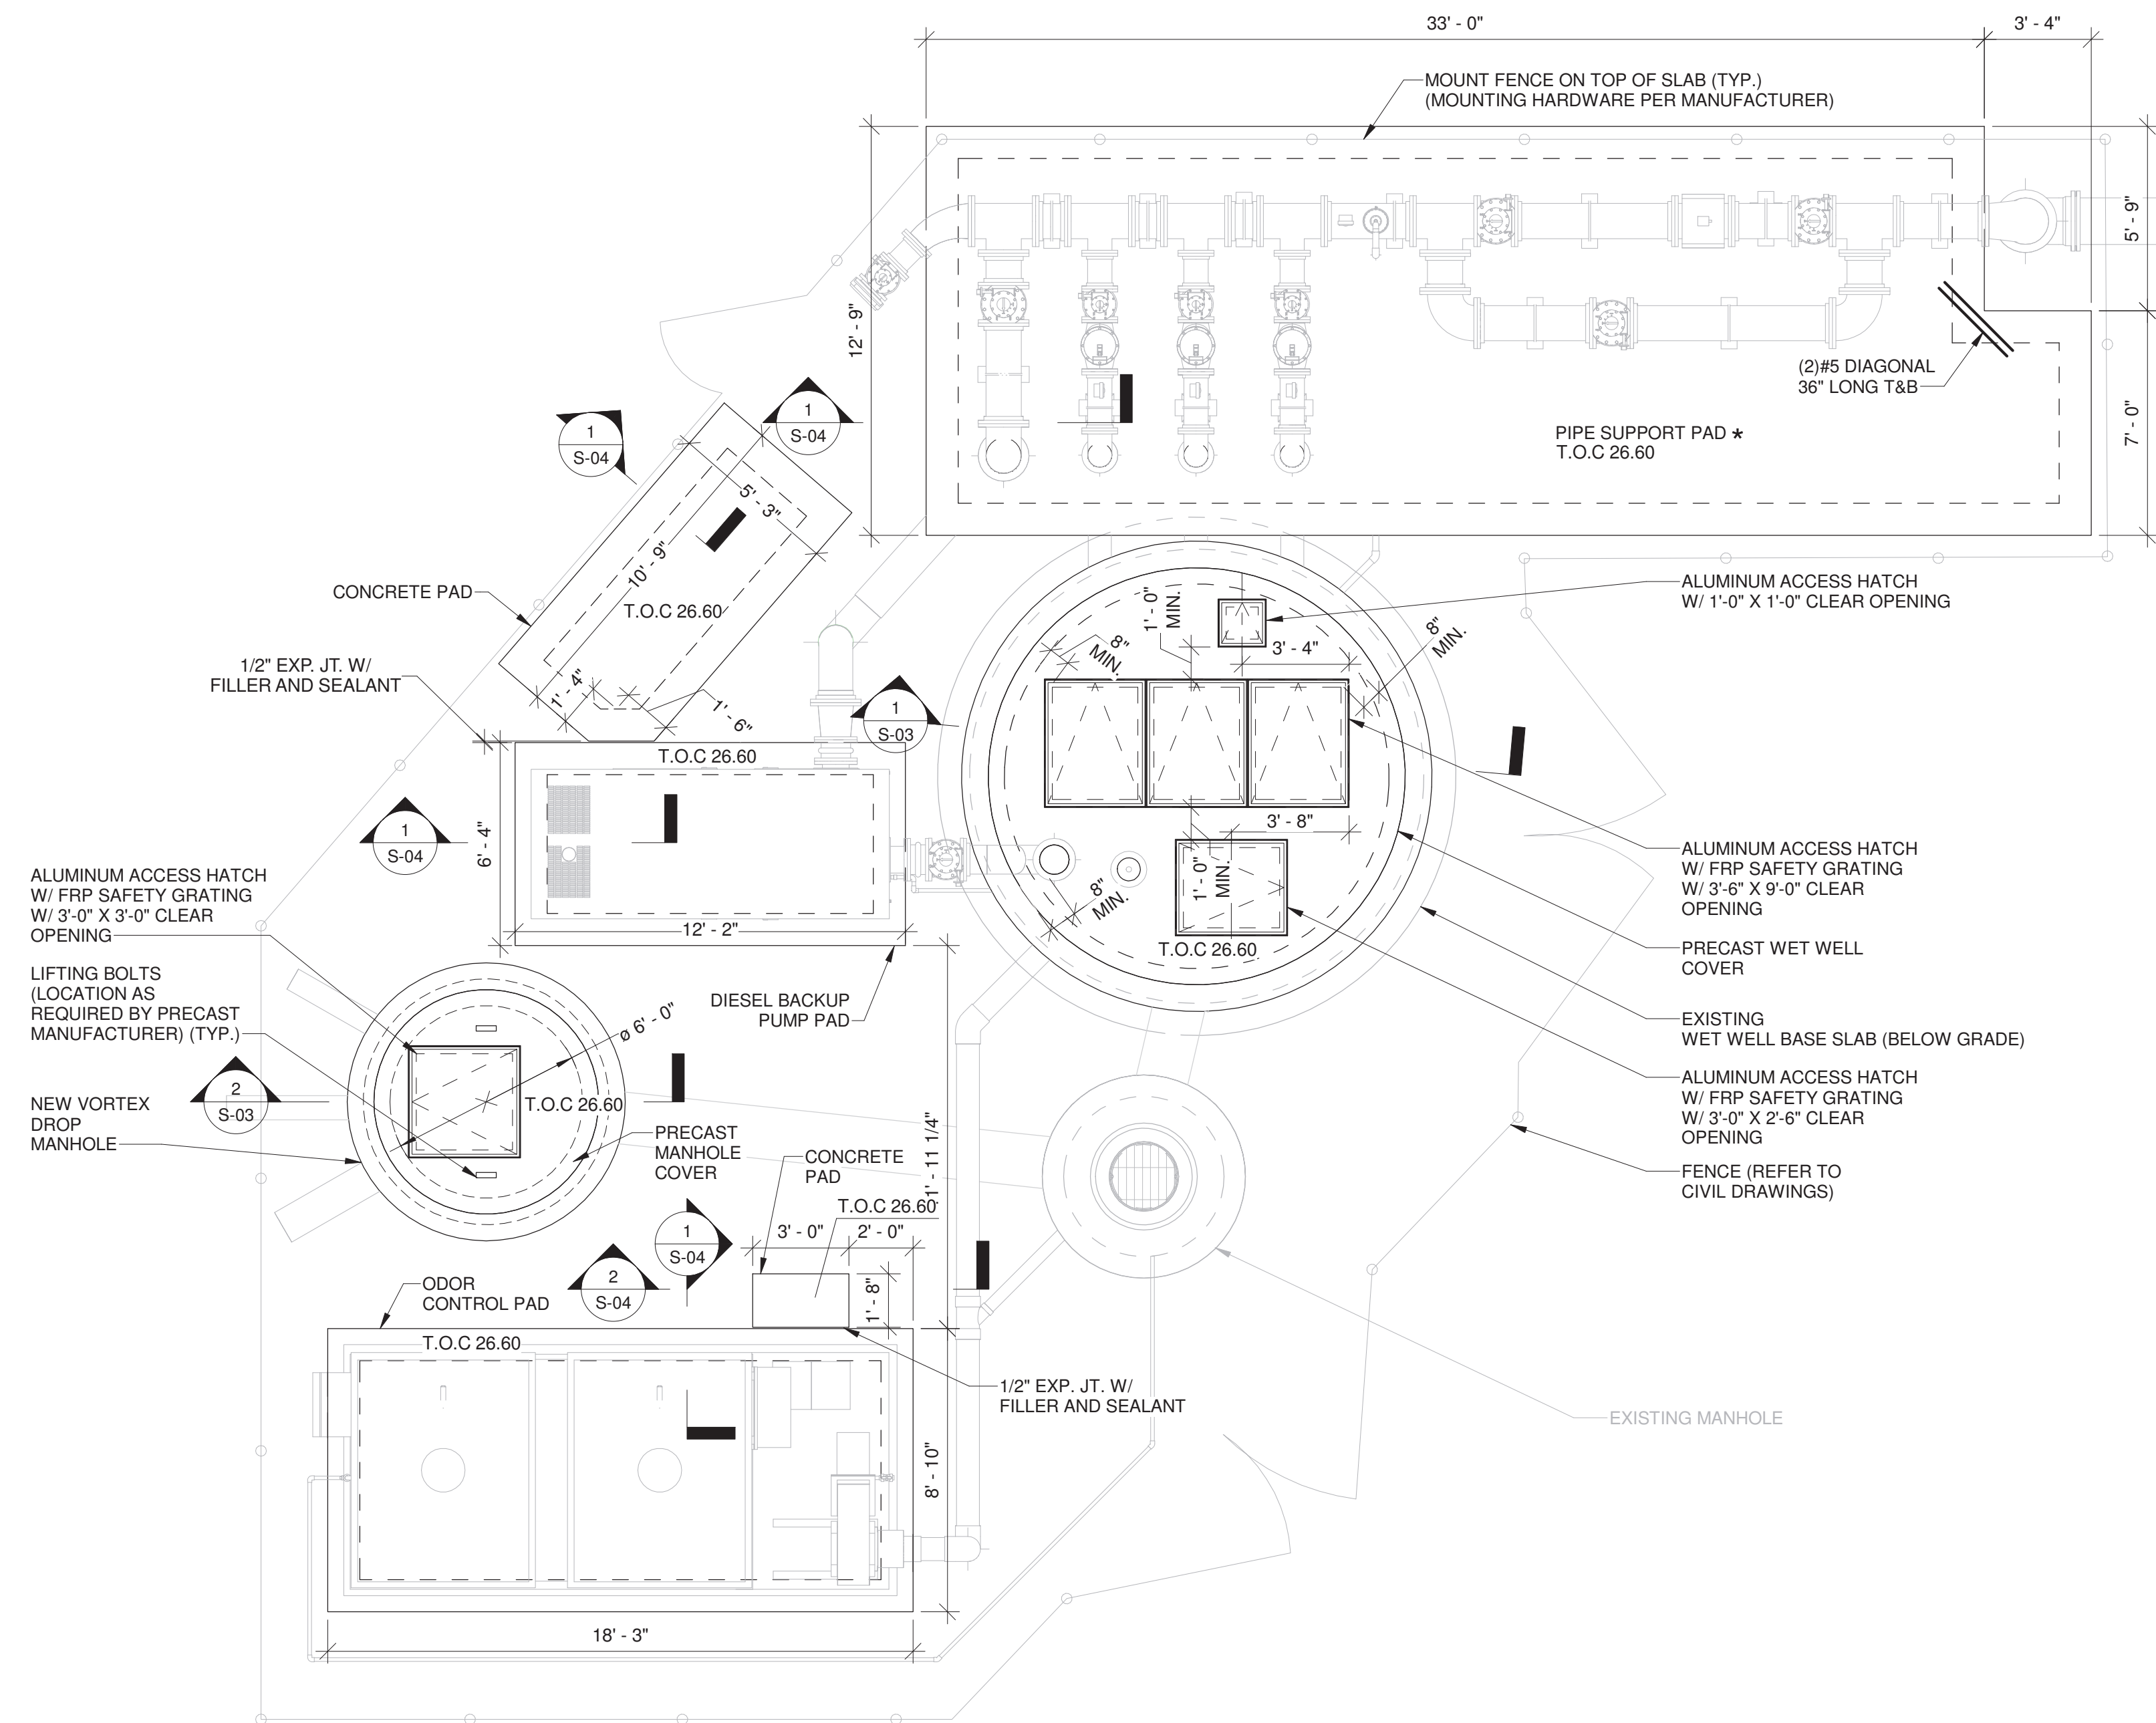 33' - 0"
3' - 4"
MOUNT FENCE ON TOP OF SLAB (TYP.)
(MOUNTING HARDWARE PER MANUFACTURER)
5' - 9"
12' - 9"
(2)#5 DIAGONAL
36" LONG T&B
7' - 0"
1
S-04
1
S-04
PIPE SUPPORT PAD *
T.O.C 26.60
5' - 3"
10' - 9"
CONCRETE PAD
T.O.C 26.60
ALUMINUM ACCESS HATCH
W/ 1'-0" X 1'-0" CLEAR OPENING
1' - 0"
MIN.
8"
MIN.
8"
MIN.
3' - 4"
1/2" EXP. JT. W/
FILLER AND SEALANT
1' - 4"
1' - 6"
1
S-03
T.O.C 26.60
1
S-04
6' - 4"
3' - 8"
ALUMINUM ACCESS HATCH
W/ FRP SAFETY GRATING
W/ 3'-6" X 9'-0" CLEAR
OPENING
ALUMINUM ACCESS HATCH
W/ FRP SAFETY GRATING
W/ 3'-0" X 3'-0" CLEAR
OPENING
1' - 0"
MIN.
8"
MIN.
12' - 2"
T.O.C 26.60
PRECAST WET WELL
COVER
LIFTING BOLTS
(LOCATION AS
REQUIRED BY PRECAST
MANUFACTURER) (TYP.)
DIESEL BACKUP
PUMP PAD
ø 6' - 0"
EXISTING
WET WELL BASE SLAB (BELOW GRADE)
2
S-03
NEW VORTEX
DROP
MANHOLE
T.O.C 26.60
ALUMINUM ACCESS HATCH
W/ FRP SAFETY GRATING
W/ 3'-0" X 2'-6" CLEAR
OPENING
PRECAST
MANHOLE
COVER
CONCRETE
PAD
1' - 11 1/4"
FENCE (REFER TO
CIVIL DRAWINGS)
T.O.C 26.60
1
S-04
3' - 0"
2' - 0"
2
S-04
ODOR
CONTROL PAD
1' - 8"
T.O.C 26.60
1/2" EXP. JT. W/
FILLER AND SEALANT
EXISTING MANHOLE
8' - 10"
18' - 3"